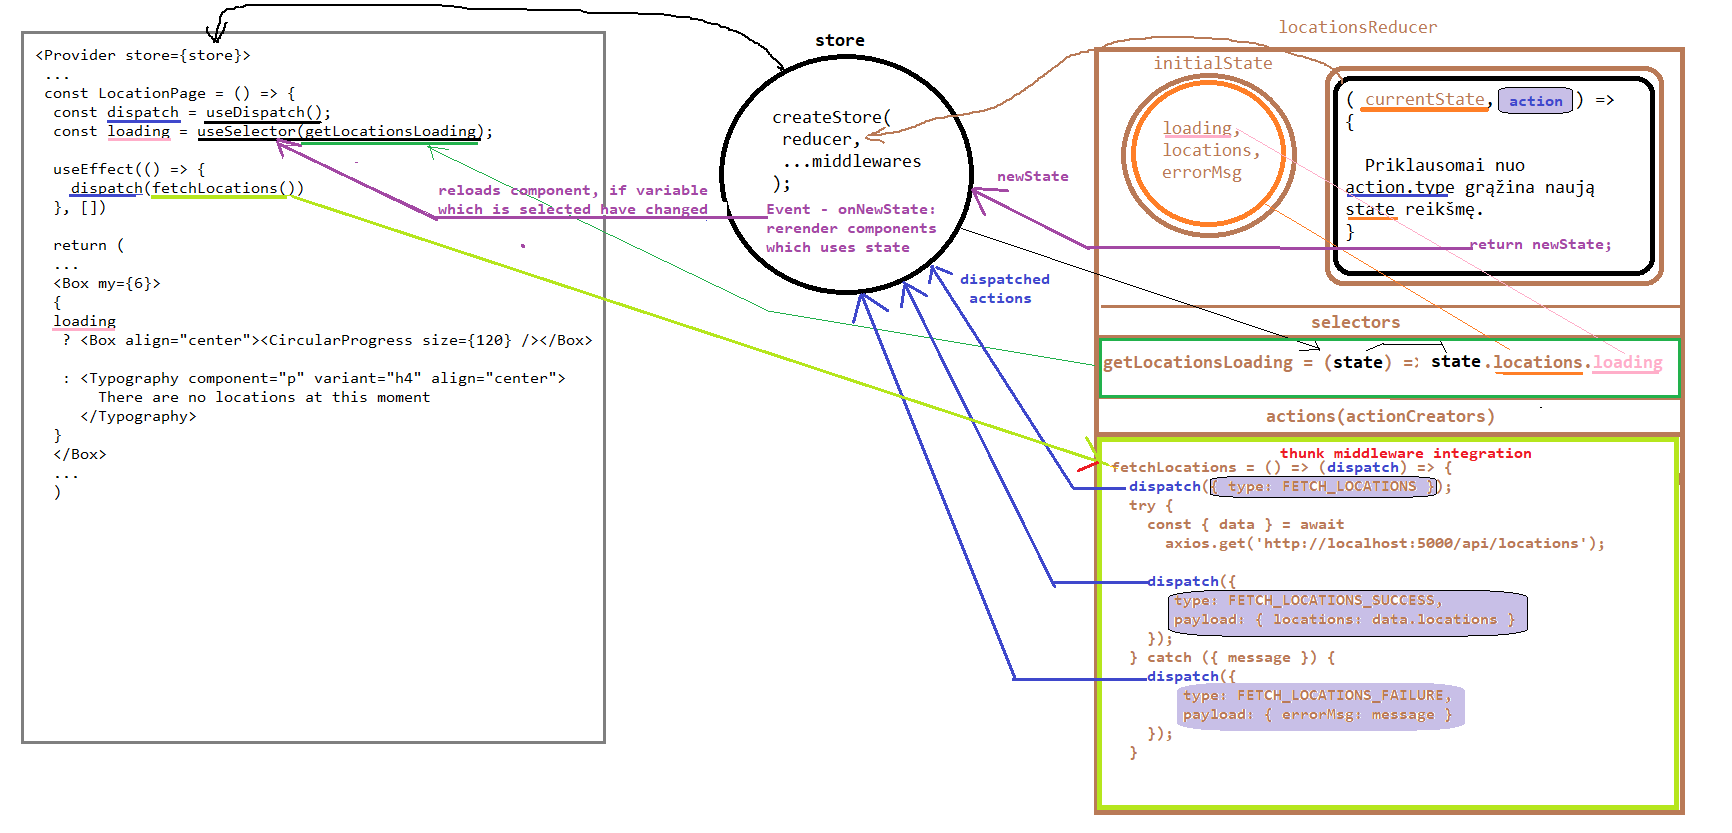 <Provider store={store}>
...
const LocationPage = () => {
const dispatch = useDispatch();
const loading = useSelector(getLocationsLoading);
useEffect(() => {
dispatch(fetchLocations())
}, [])
return (
...
<Box my={6}>
{
loading
? <Box align="center"><CircularProgress size={120} /></Box>
: <Typography component="p" variant="h4" align="center">
There are no locations at this moment
</Typography>
}
</Box>
...
)
reloads component, if variable
which is selected have changed
store
createStore(
reducer,
...middlewares
);
Event - onNewState:
rerender components
which uses state
newState
dispatched
actions
locationsReducer
initialState
loading,
locations,
errorMsg
( currentState, action ) =>
{
Priklausomai nuo
action.type grąžina naują
state reikšmę.
}
return newState;
selectors
getLocationsLoading = (state) => state.locations.loading
actions(actionCreators)
thunk middleware integration
fetchLocations = () => (dispatch) => {
dispatch({ type: FETCH_LOCATIONS });
try {
const { data } = await
axios.get('http://localhost:5000/api/locations');
dispatch({
type: FETCH_LOCATIONS_SUCCESS,
payload: { locations: data.locations }
});
} catch ({ message }) {
dispatch({
type: FETCH_LOCATIONS_FAILURE,
payload: { errorMsg: message }
});
}